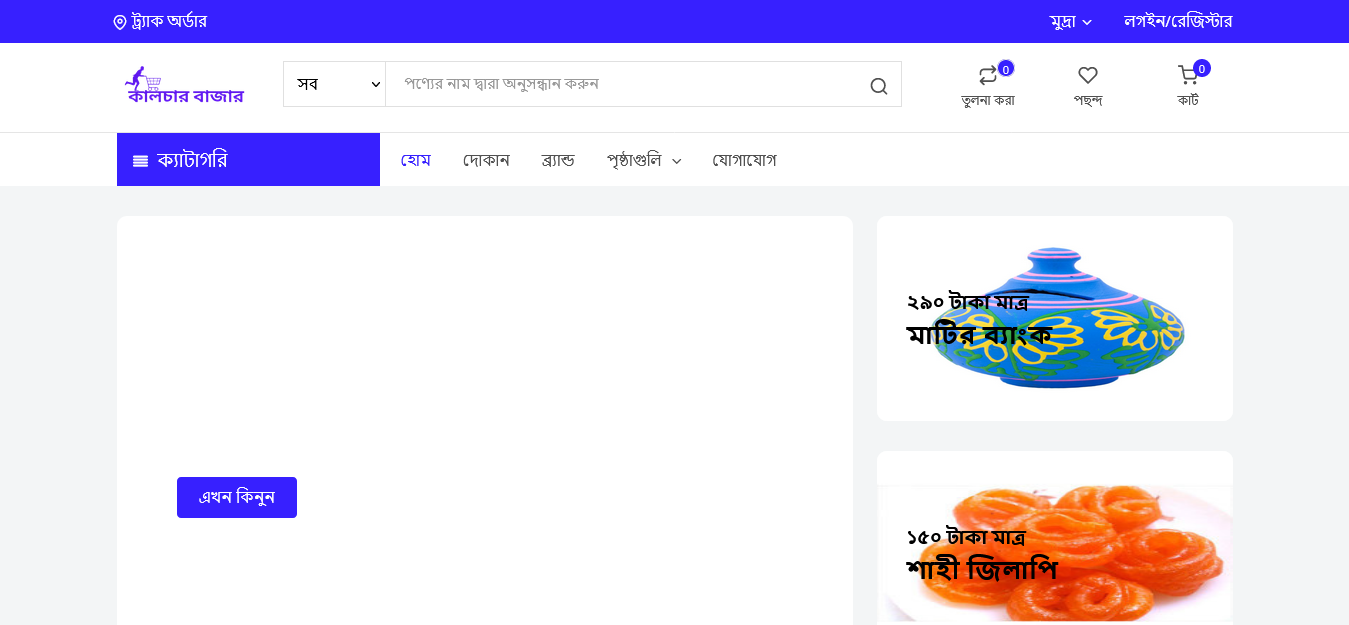 ট্র্যাক অর্ডার
মুদ্রা
লগইন/রেজিস্টার
কালচার বাজার
সব
পণ্যের নাম দ্বারা অনুসন্ধান করুন
0
তুলনা করা
পছন্দ
0
কার্ট
ক্যাটাগরি
হোম
দোকান
ব্র্যান্ড
পৃষ্ঠাগুলি
যোগাযোগ
২৯০ টাকা মাত্র
মাটির ব্যাংক
এখন কিনুন
১৫০ টাকা মাত্র
শাহী জিলাপি